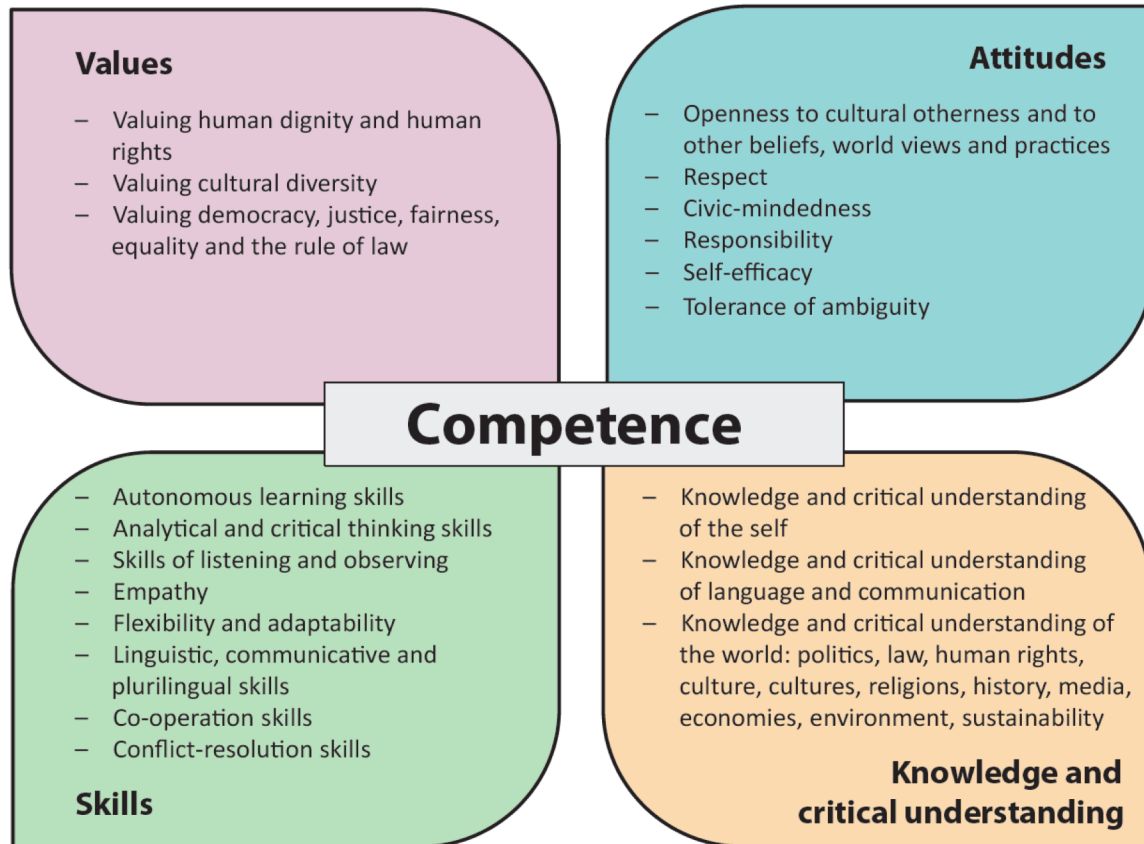 Values
– Valuing human dignity and human
rights
– Valuing cultural diversity
– Valuing democracy, justice, fairness,
equality and the rule of law
Attitudes
– Openness to cultural otherness and to
other beliefs, world views and practices
– Respect
– Civic-mindedness
– Responsibility
– Self-efficacy
– Tolerance of ambiguity
Competence
– Autonomous learning skills
– Analytical and critical thinking skills
– Skills of listening and observing
– Empathy
– Flexibility and adaptability
– Linguistic, communicative and
plurilingual skills
– Co-operation skills
– Conflict-resolution skills
Skills
– Knowledge and critical understanding
of the self
– Knowledge and critical understanding
of language and communication
– Knowledge and critical understanding of
the world: politics, law, human rights,
culture, cultures, religions, history, media,
economies, environment, sustainability
Knowledge and
critical understanding